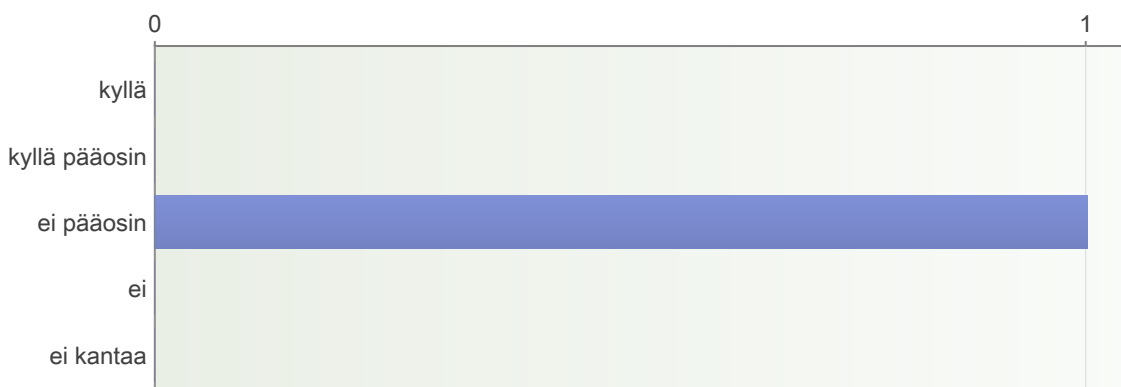 0 1
kyllä
kyllä pääosin
ei pääosin
ei
ei kantaa